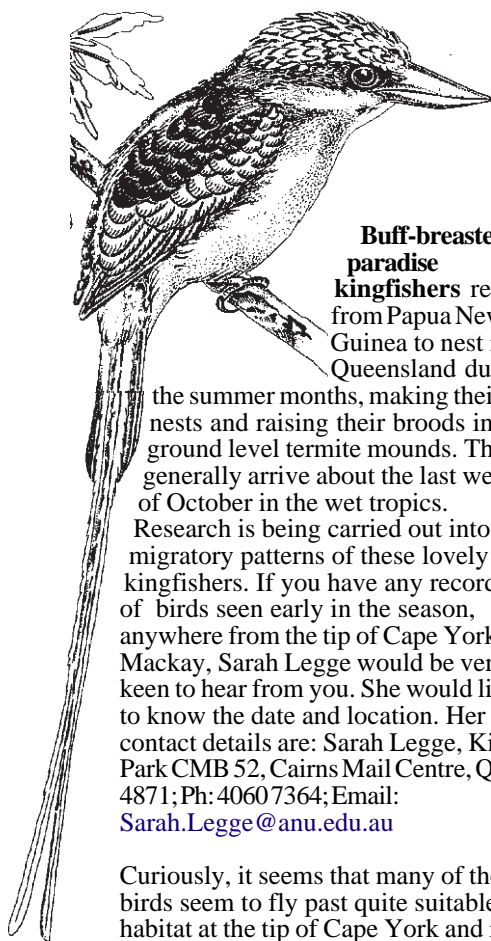 Buff-breaste
paradise
kingfishers re
from Papua New
Guinea to nest i
Queensland du
the summer months, making thei
nests and raising their broods in
ground level termite mounds. Th
generally arrive about the last we
of October in the wet tropics.
Research is being carried out into
migratory patterns of these lovely
kingfishers. If you have any record
of birds seen early in the season,
anywhere from the tip of Cape York
Mackay, Sarah Legge would be ver
keen to hear from you. She would li
to know the date and location. Her
contact details are: Sarah Legge, Ki
Park CMB 52, Cairns Mail Centre, Q
4871; Ph: 4060 7364; Email:
Sarah.Legge@anu.edu.au
Curiously, it seems that many of the
birds seem to fly past quite suitable
habitat at the tip of Cape York and i